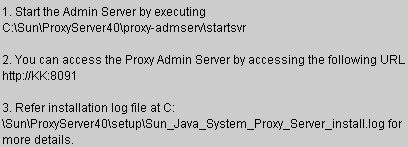 1. Start the Admin Server by executing
C:\Sun\ProxyServer40\proxy-admserv\startsvr
2. You can access the Proxy Admin Server by accessing the following URL
http://KK:8091
3. Refer installation log file at C:
\Sun\ProxyServer40\setup\Sun_Java_System_Proxy_Server_install.log for
more details.